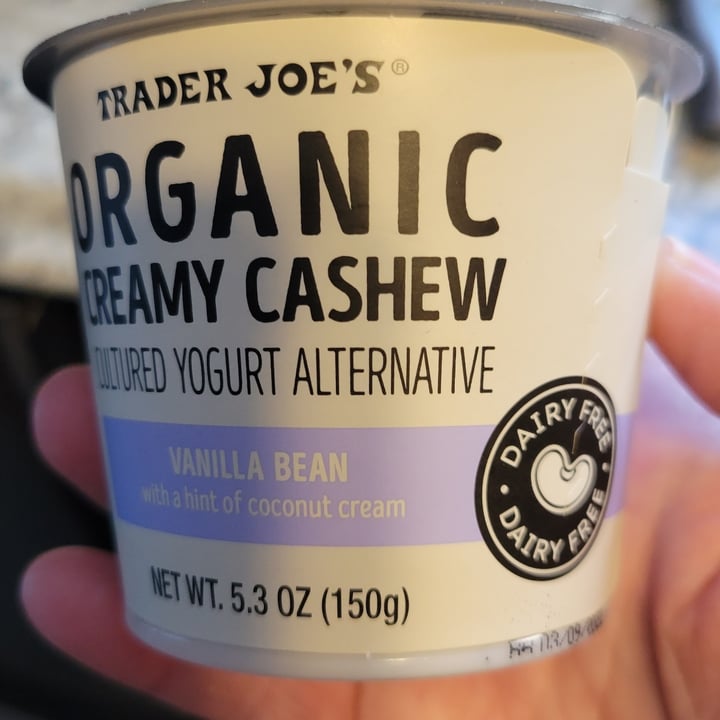 TRADER JOE'S®
ORGANIC
CREAMY CASHEW
CULTURED YOGURT ALTERNATIVE
VANILLA BEAN
with a hint of coconut cream
DAIRY FREE
DAIRY FREE
NET WT. 5.3 OZ (150g)